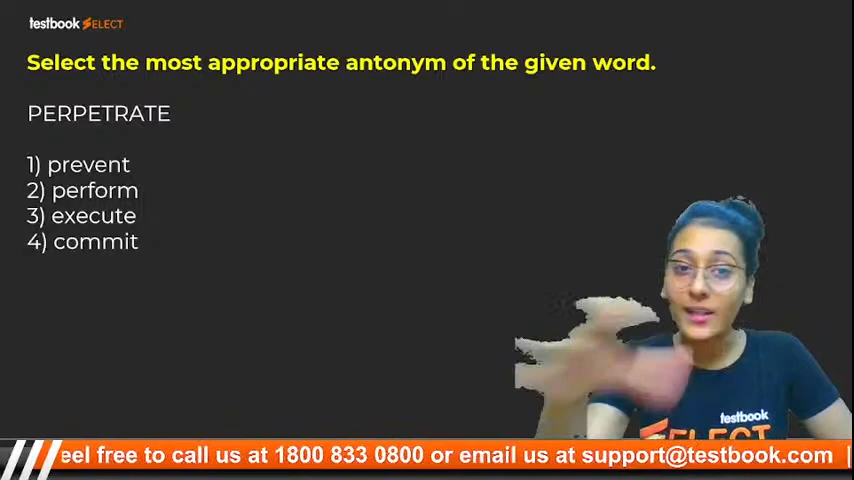 testbook SELECT
Select the most appropriate antonym of the given word.
PERPETRATE
1) prevent
2) perform
3) execute
4) commit
testbook
SELECT
eel free to call us at 1800 833 0800 or email us at support@testbook.com |